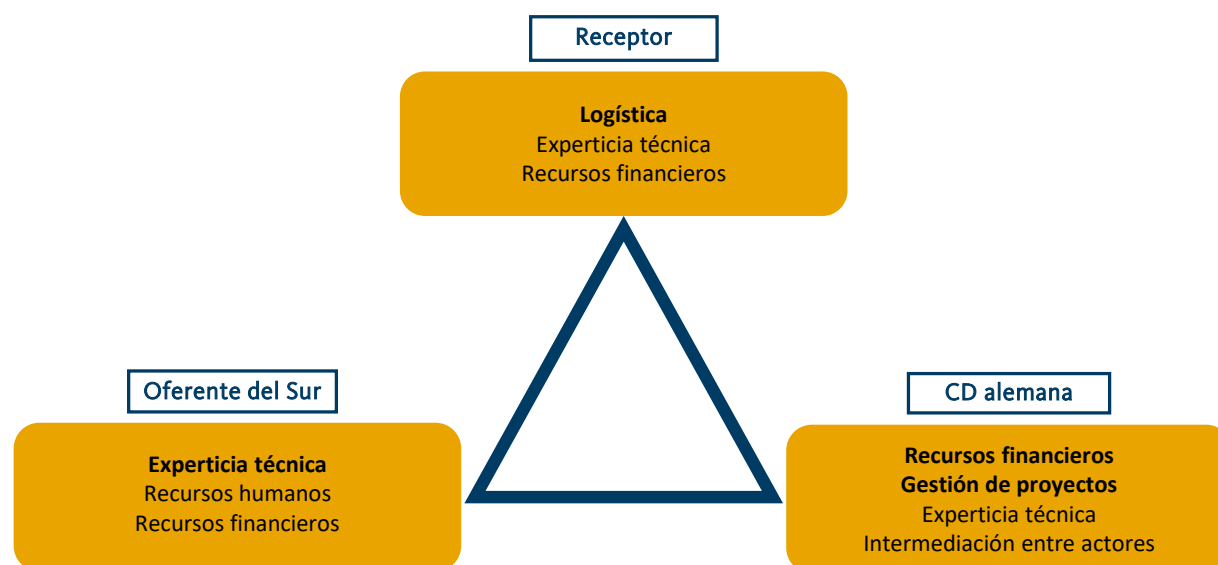 Receptor
Logística
Experticia técnica
Recursos financieros
Oferente del Sur
Experticia técnica
Recursos humanos
Recursos financieros
CD alemana
Recursos financieros
Gestión de proyectos
Experticia técnica
Intermediación entre actores